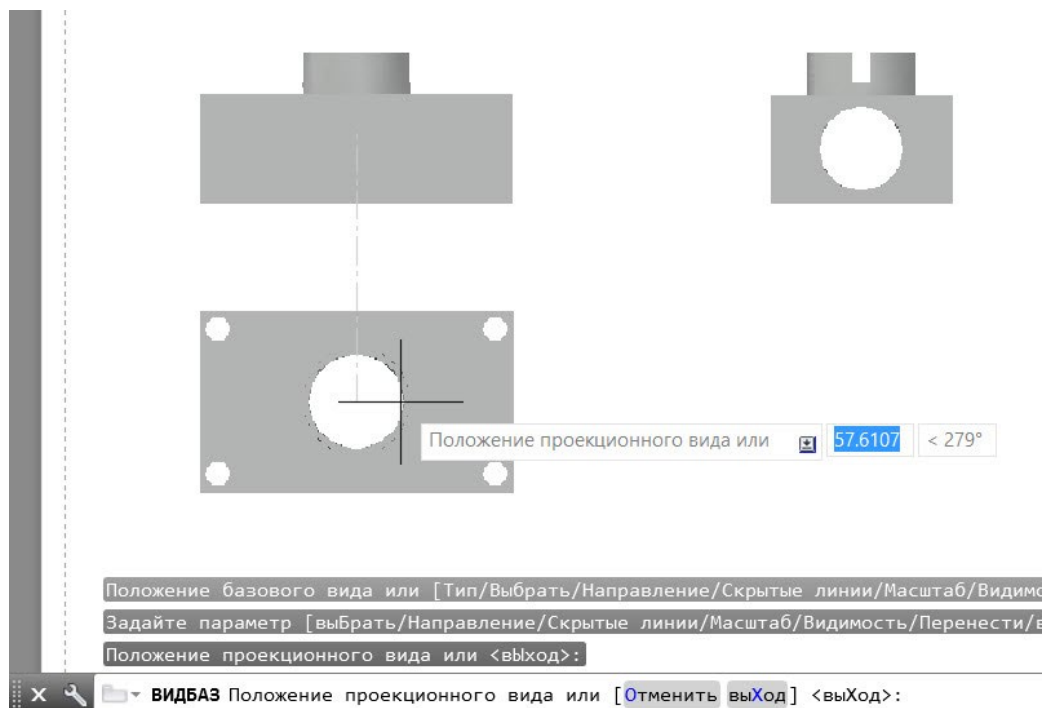 Положение проекционного вида или
57.6107
< 279°
Положение базового вида или [Тип/Выбрать/Направление/Скрытые линии/Масштаб/Видимо
Задайте параметр [выБрать/Направление/Скрытые линии/Масштаб/Видимость/Перенести/в
Положение проекционного вида или <вЫход>:
ВИДБАЗ Положение проекционного вида или [Отменить выХод] <выХод>: